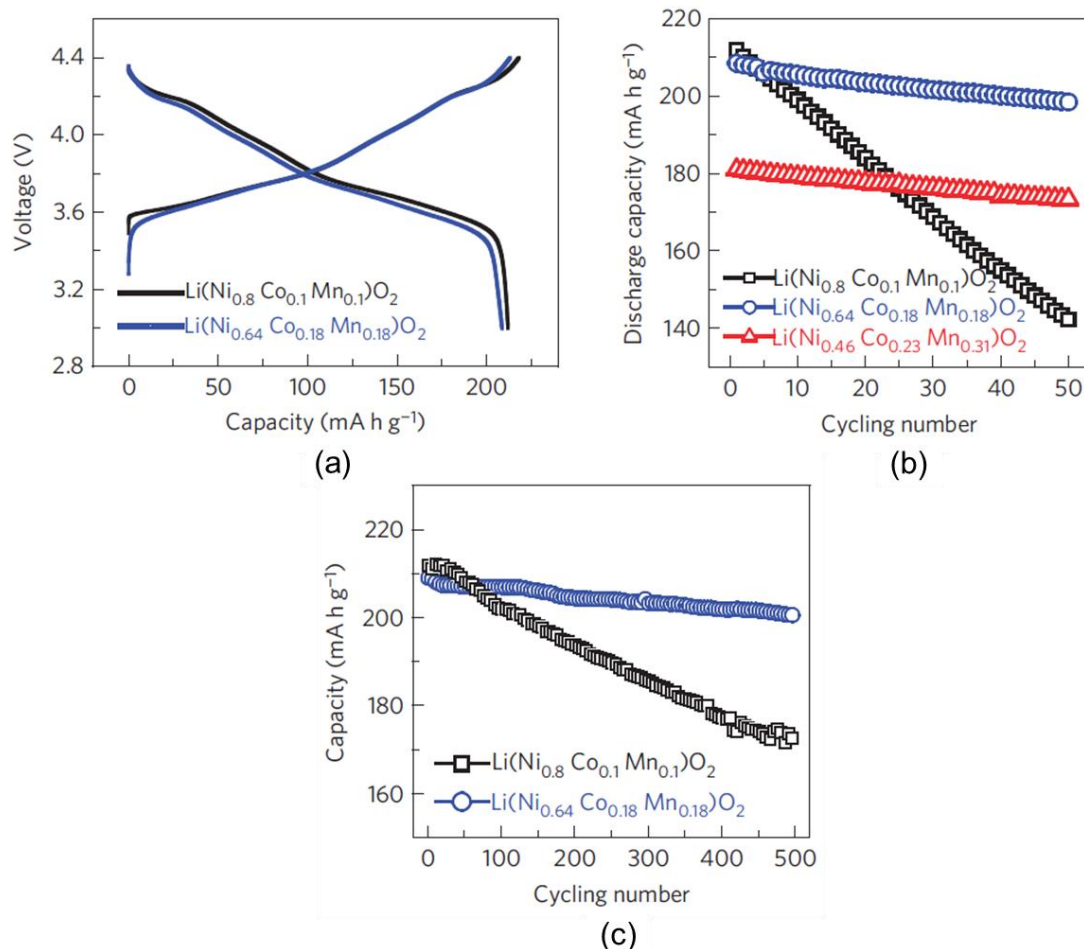 4.4
4.0
3.6
3.2
2.8
Voltage (V)
Li(Ni₀.₈ Co₀.₁ Mn₀.₁)O₂
Li(Ni₀.₆₄ Co₀.₁₈ Mn₀.₁₈)O₂
0 50 100 150 200
Capacity (mA h g⁻¹)
(a)
220
200
180
160
140
Discharge capacity (mA h g⁻¹)
Li(Ni₀.₈ Co₀.₁ Mn₀.₁)O₂
Li(Ni₀.₆₄ Co₀.₁₈ Mn₀.₁₈)O₂
Li(Ni₀.₄₆ Co₀.₂₃ Mn₀.₃₁)O₂
0 10 20 30 40 50
Cycling number
(b)
220
200
180
160
Capacity (mA h g⁻¹)
Li(Ni₀.₈ Co₀.₁ Mn₀.₁)O₂
Li(Ni₀.₆₄ Co₀.₁₈ Mn₀.₁₈)O₂
0 100 200 300 400 500
Cycling number
(c)